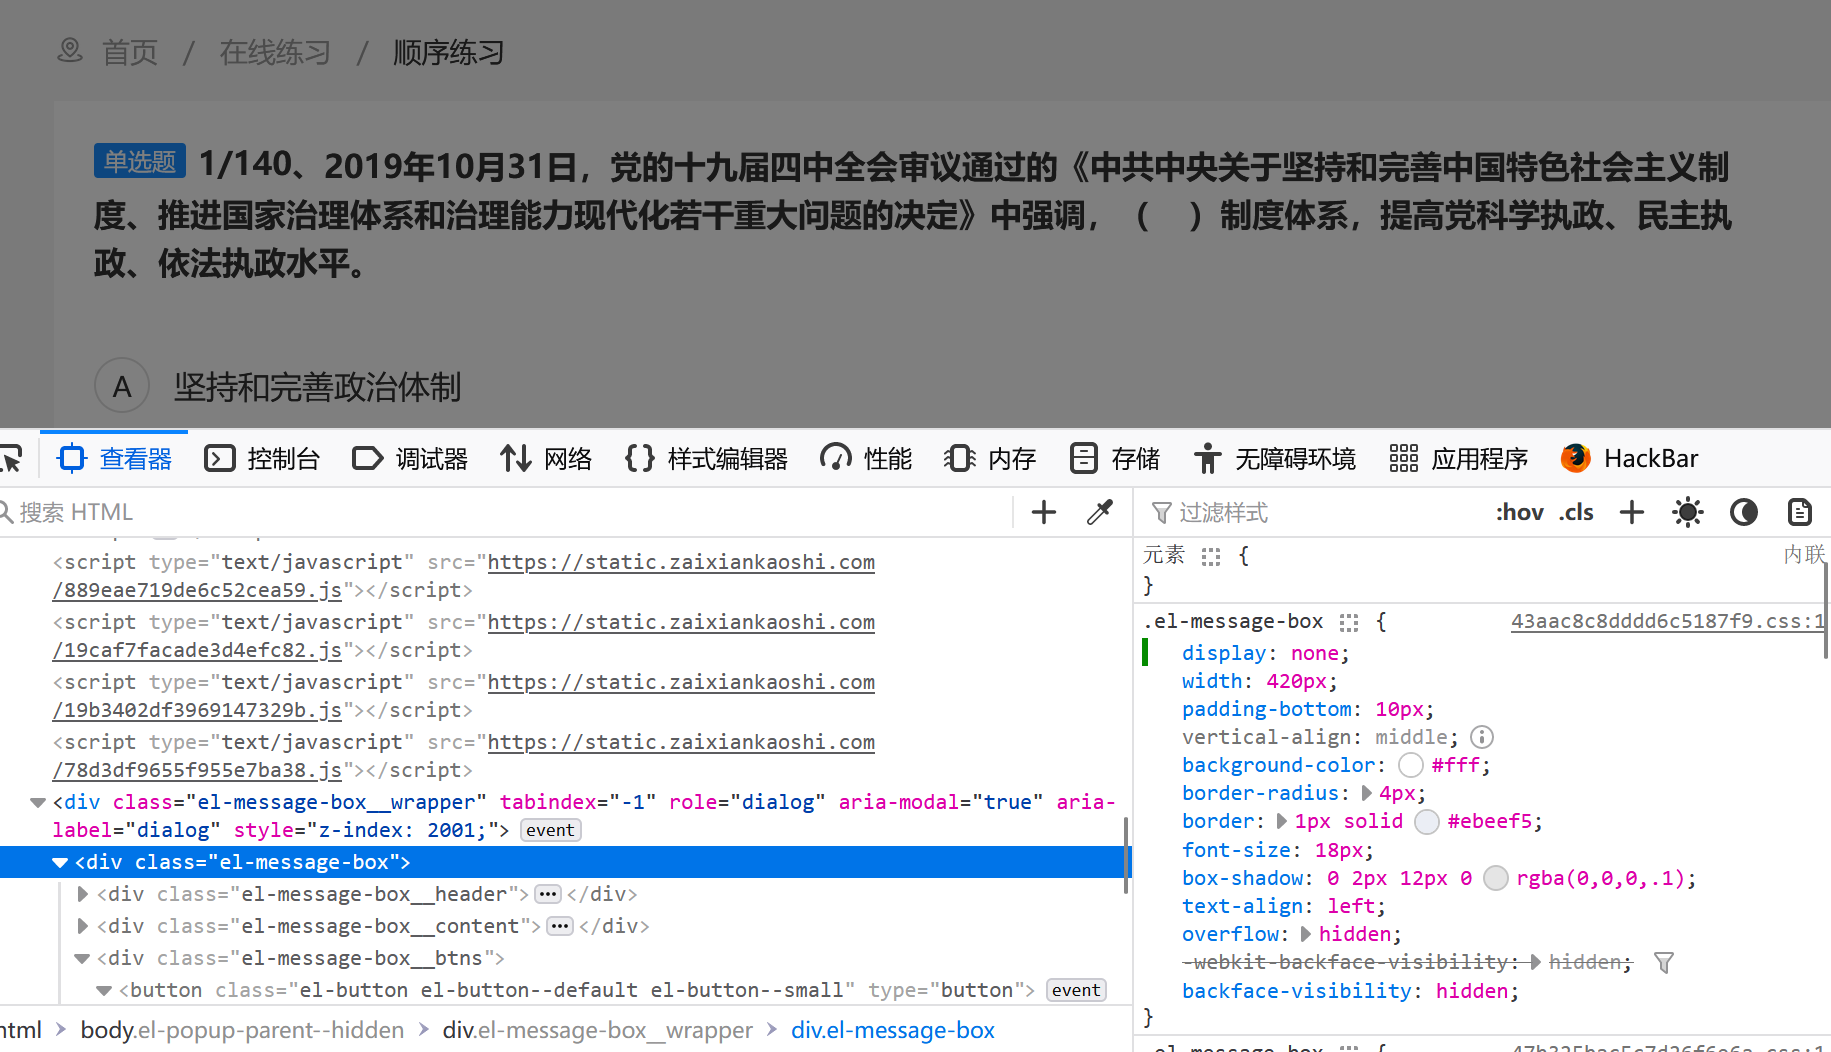 首页 / 在线练习 / 顺序练习
单选题 1/140、2019年10月31日，党的十九届四中全会审议通过的《中共中央关于坚持和完善中国特色社会主义制
度、推进国家治理体系和治理能力现代化若干重大问题的决定》中强调，（ ）制度体系，提高党科学执政、民主执
政、依法执政水平。
A 坚持和完善政治体制
查看器 控制台 调试器 网络 样式编辑器 性能 内存 存储 无障碍环境 应用程序 HackBar
搜索 HTML
<script type="text/javascript" src="https://static.zaixiankaoshi.com
/889eae719de6c52cea59.js"></script>
<script type="text/javascript" src="https://static.zaixiankaoshi.com
/19caf7facade3d4efc82.js"></script>
<script type="text/javascript" src="https://static.zaixiankaoshi.com
/19b3402df3969147329b.js"></script>
<script type="text/javascript" src="https://static.zaixiankaoshi.com
/78d3df9655f955e7ba38.js"></script>
<div class="el-message-box__wrapper" tabindex="-1" role="dialog" aria-modal="true" aria-
label="dialog" style="z-index: 2001;"> event
<div class="el-message-box">
<div class="el-message-box__header"> ••• </div>
<div class="el-message-box__content"> ••• </div>
<div class="el-message-box__btns">
<button class="el-button el-button--default el-button--small" type="button"> event
html > body.el-popup-parent--hidden > div.el-message-box__wrapper > div.el-message-box
过滤样式 :hov .cls +
元素 { 内联
}
.el-message-box { 43aac8c8dddd6c5187f9.css:1
display: none;
width: 420px;
padding-bottom: 10px;
vertical-align: middle;
background-color: #fff;
border-radius: 4px;
border: 1px solid #ebeef5;
font-size: 18px;
box-shadow: 0 2px 12px 0 rgba(0,0,0,.1);
text-align: left;
overflow: hidden;
-webkit-backface-visibility: hidden;
backface-visibility: hidden;
}
.el-message-box {